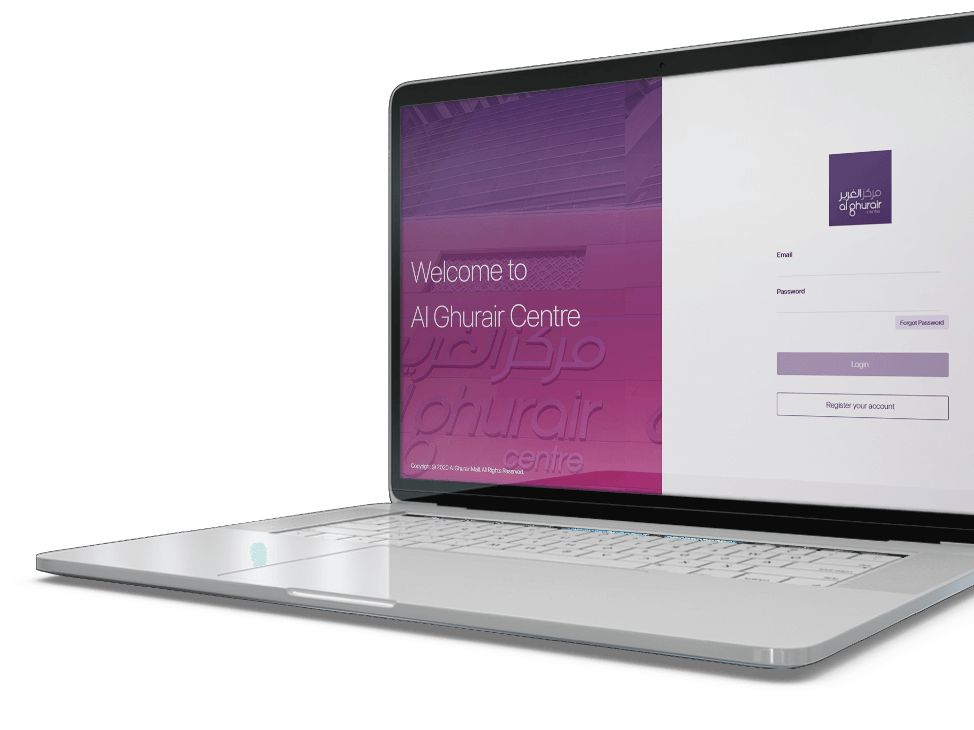 Welcome to
Al Ghurair Centre
مركز الغرير
al ghurair
centre
Copyright © 2020 Al Ghurair Mall. All Rights Reserved.
مركز الغرير
al ghurair
centre
Email
Password
Forgot Password
Login
Register your account